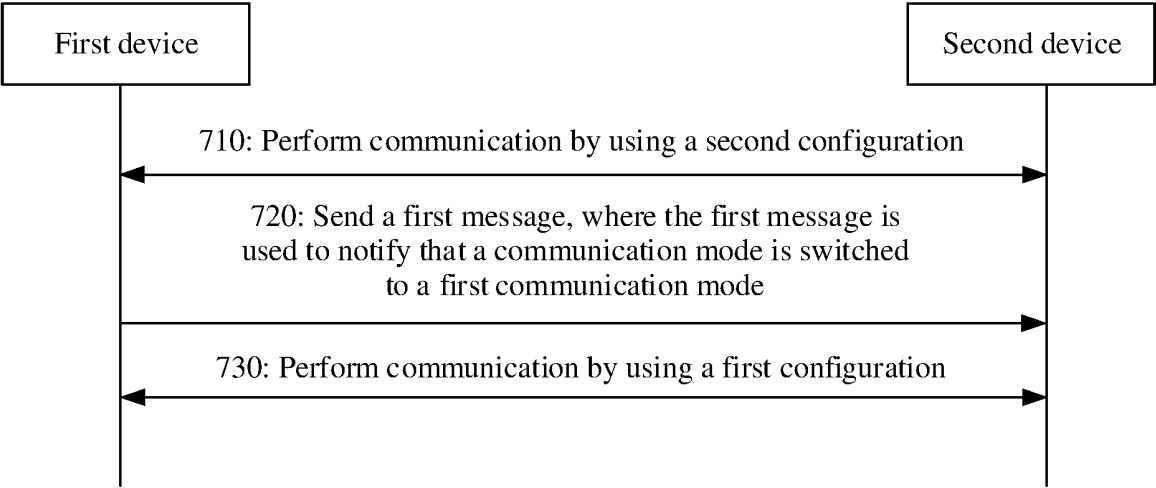 First device
Second device
710: Perform communication by using a second configuration
720: Send a first message, where the first message is
used to notify that a communication mode is switched
to a first communication mode
730: Perform communication by using a first configuration